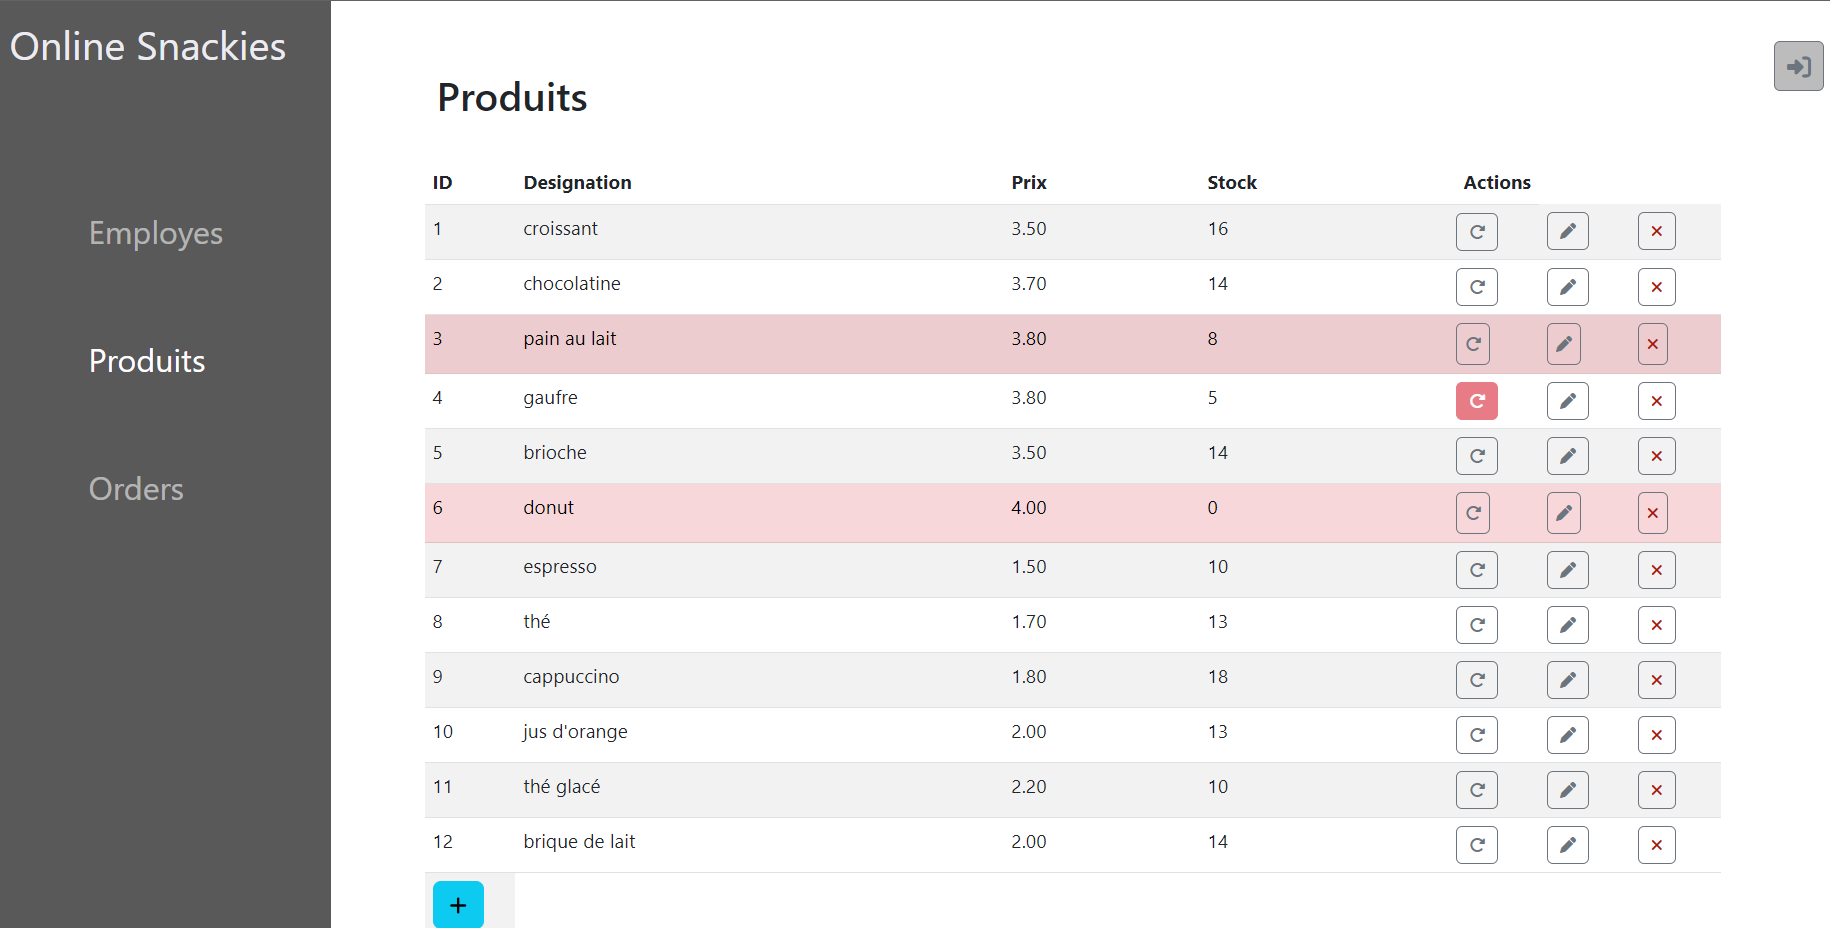 Online Snackies
Employes
Produits
Orders
Produits
ID Designation Prix Stock Actions
1 croissant 3.50 16
2 chocolatine 3.70 14
3 pain au lait 3.80 8
4 gaufre 3.80 5
5 brioche 3.50 14
6 donut 4.00 0
7 espresso 1.50 10
8 thé 1.70 13
9 cappuccino 1.80 18
10 jus d'orange 2.00 13
11 thé glacé 2.20 10
12 brique de lait 2.00 14